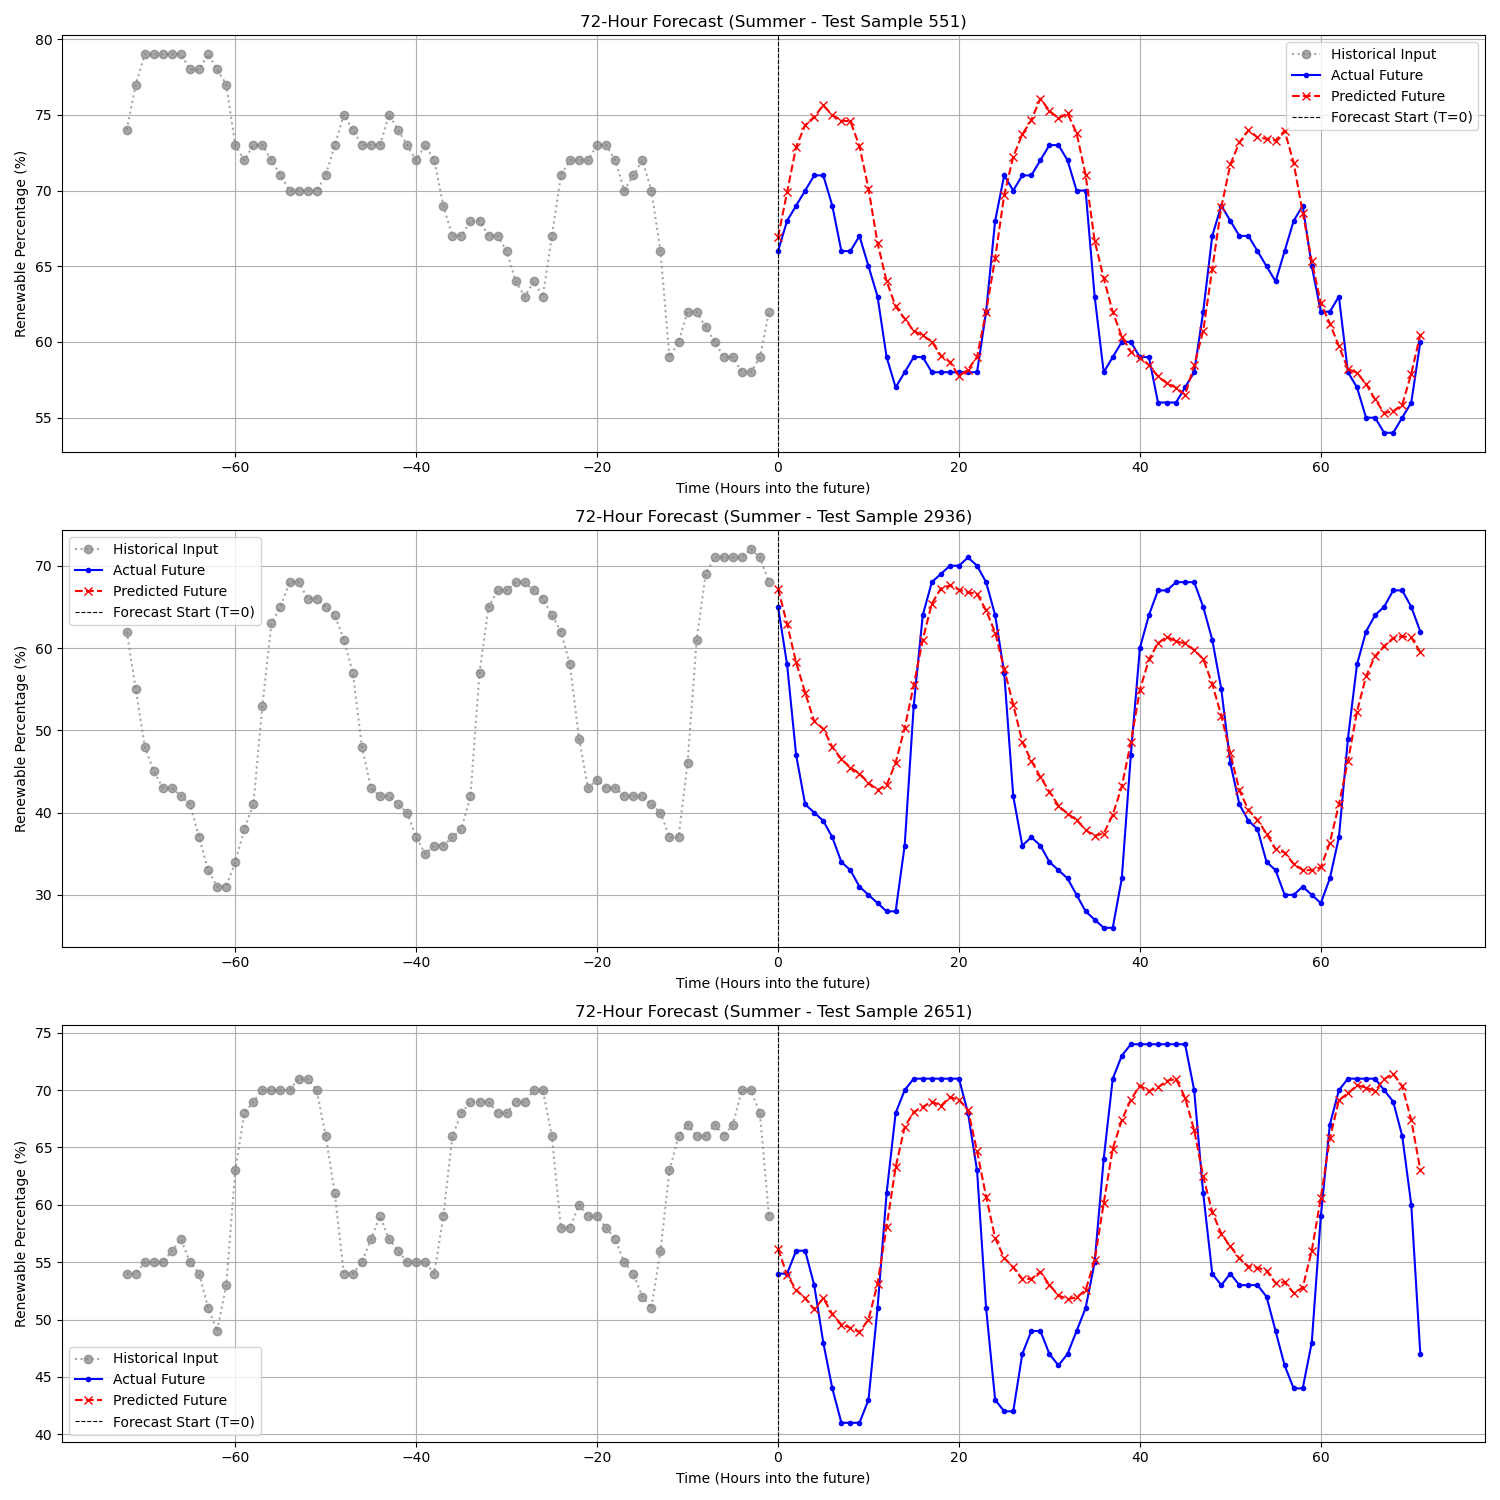 72-Hour Forecast (Summer - Test Sample 551)
Historical Input
Actual Future
Predicted Future
Forecast Start (T=0)
Renewable Percentage (%)
80
75
70
65
60
55
−60
−40
−20
0
20
40
60
Time (Hours into the future)
72-Hour Forecast (Summer - Test Sample 2936)
Historical Input
Actual Future
Predicted Future
Forecast Start (T=0)
Renewable Percentage (%)
70
60
50
40
30
−60
−40
−20
0
20
40
60
Time (Hours into the future)
72-Hour Forecast (Summer - Test Sample 2651)
Renewable Percentage (%)
75
70
65
60
55
50
45
40
Historical Input
Actual Future
Predicted Future
Forecast Start (T=0)
−60
−40
−20
0
20
40
60
Time (Hours into the future)